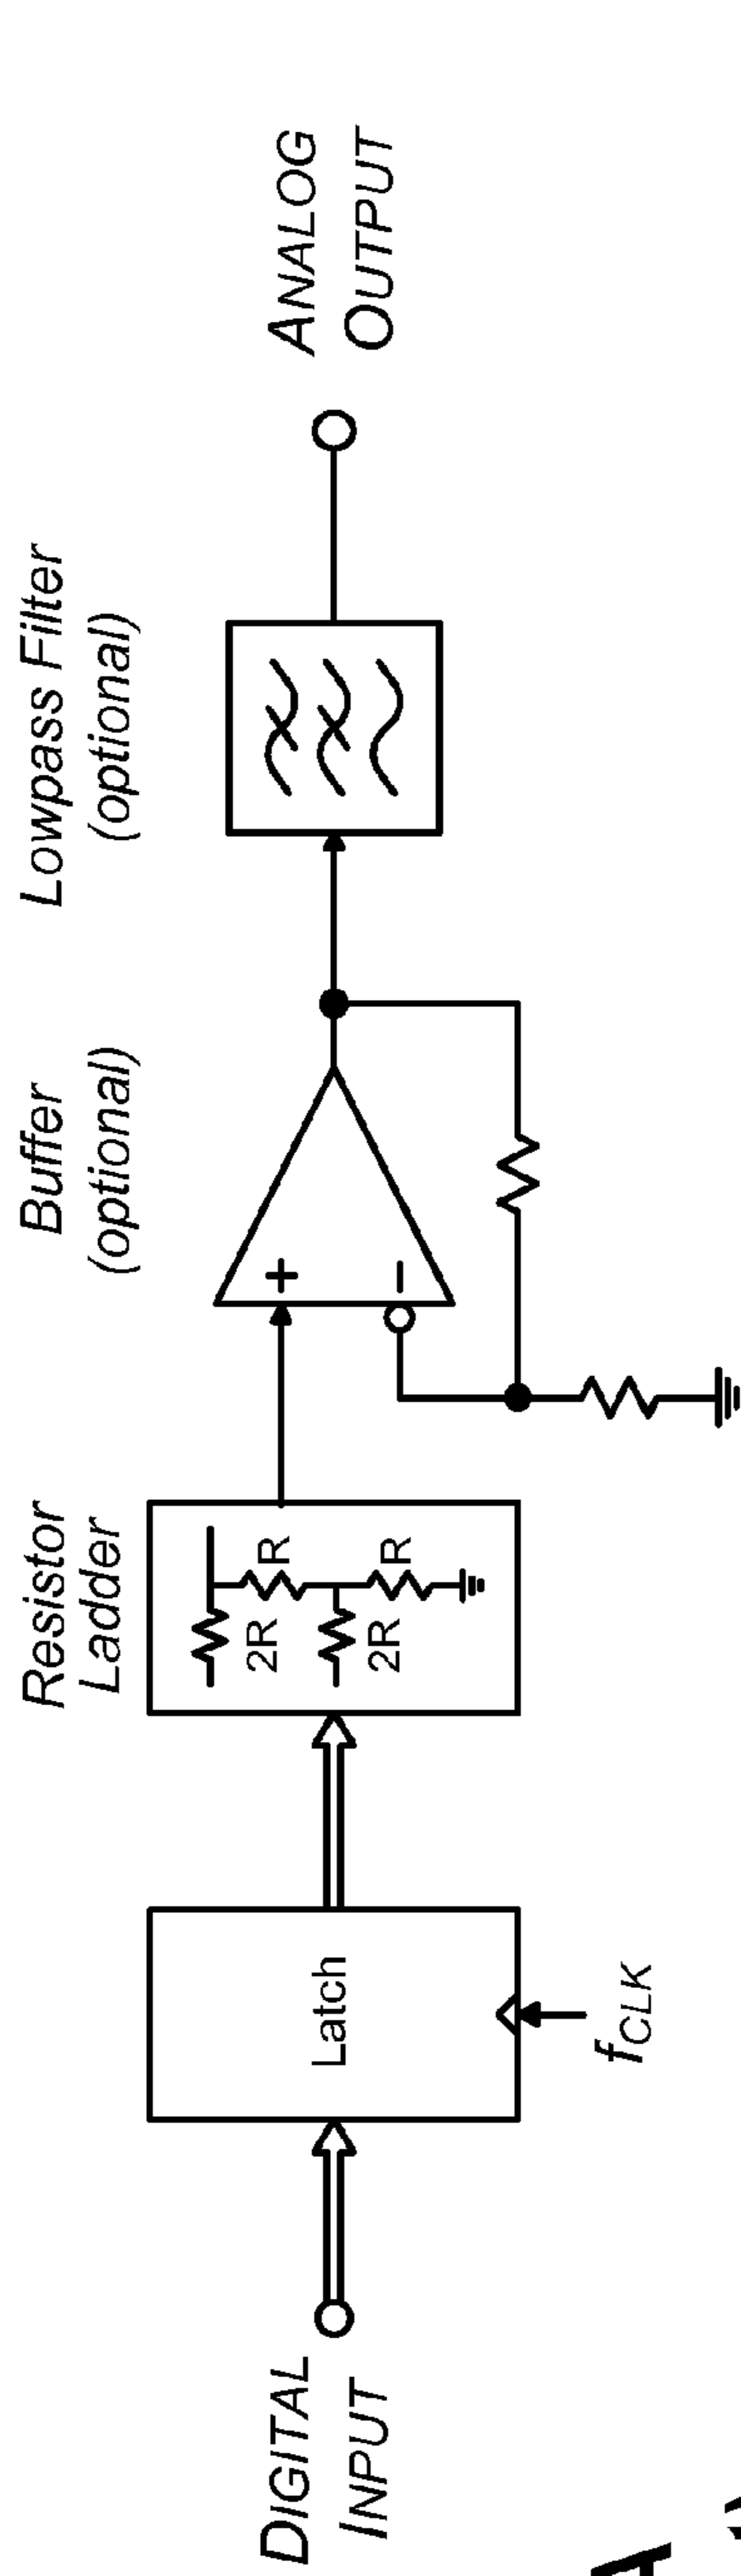 DIGITAL
INPUT
Latch
fCLK
Resistor
Ladder
2R
R
2R
R
Buffer
(optional)
+
−
Lowpass Filter
(optional)
ANALOG
OUTPUT